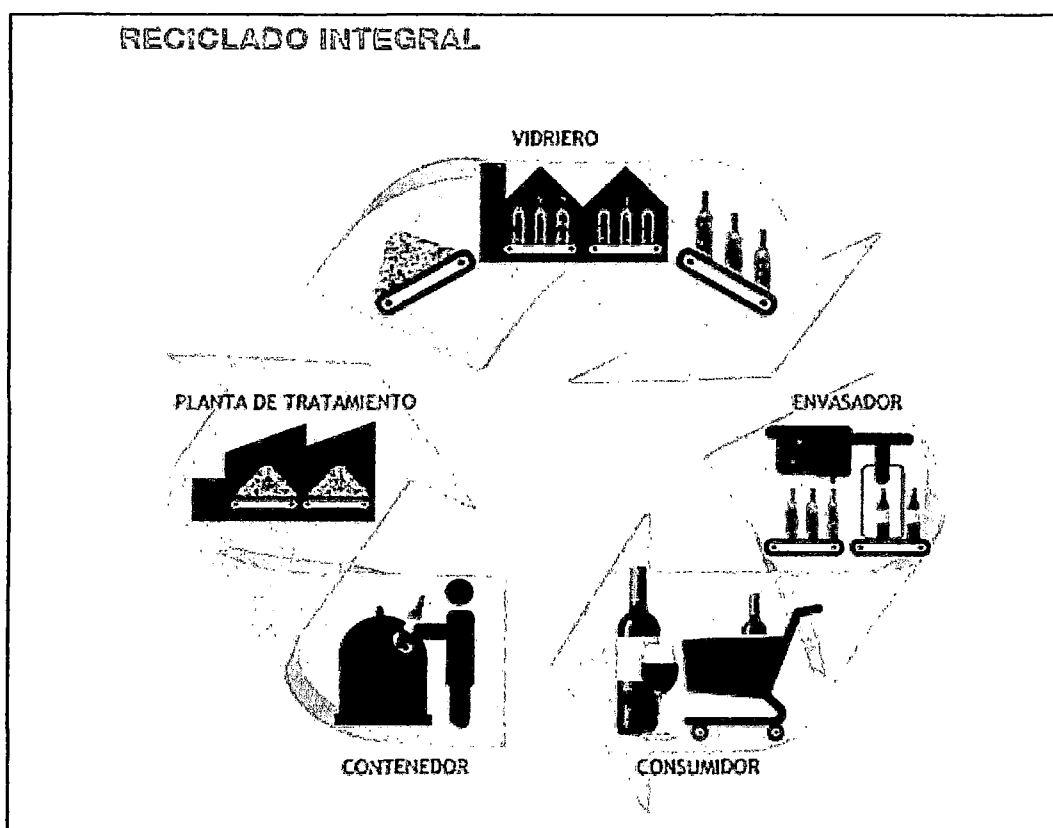 RECICLADO INTEGRAL
VIDRIERO
PLANTA DE TRATAMIENTO
ENVASADOR
CONTENEDOR
CONSUMIDOR